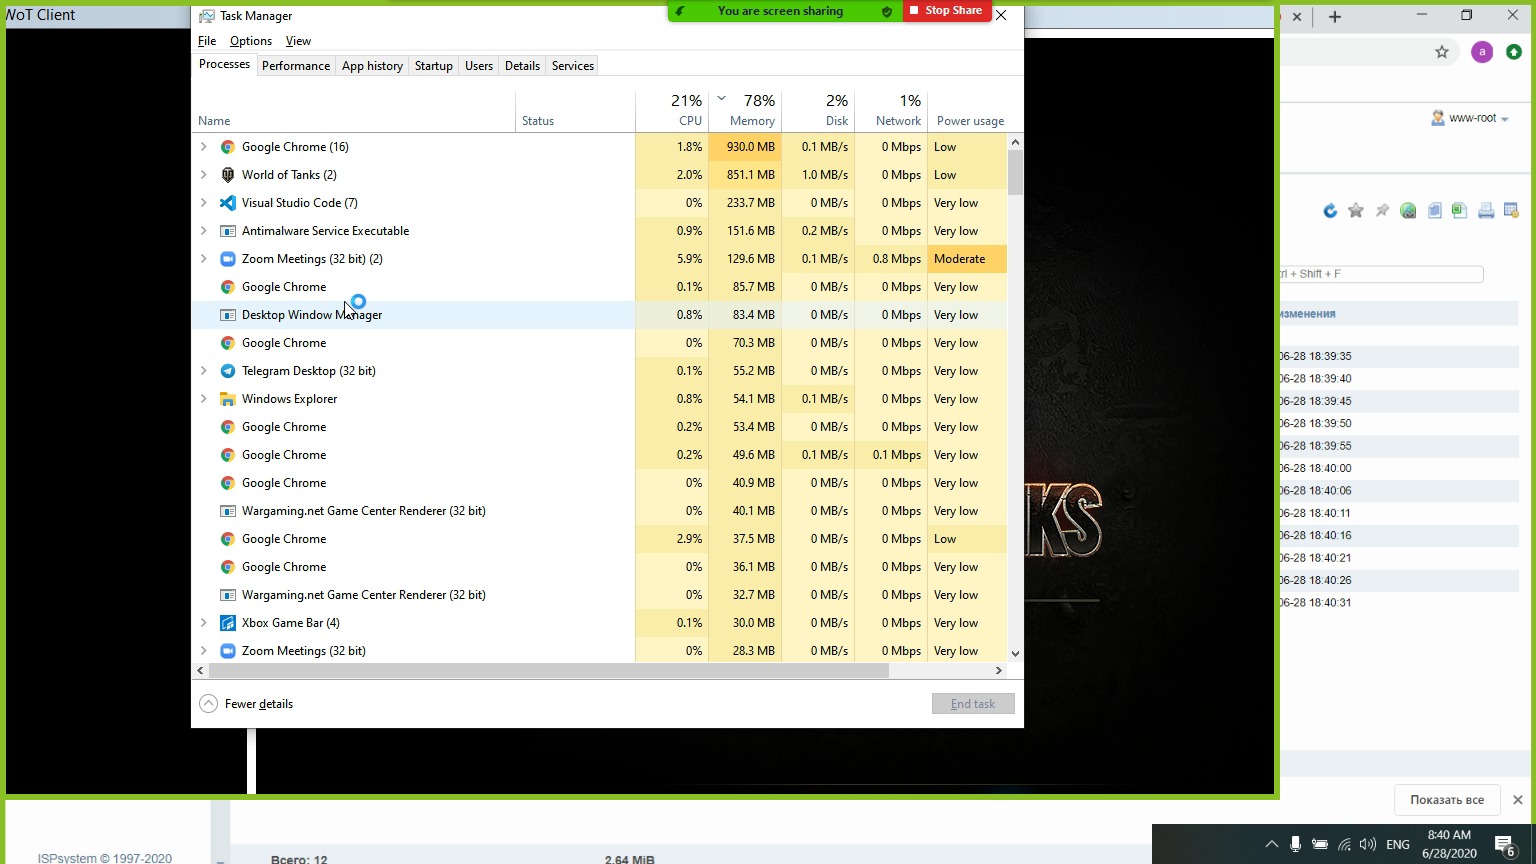 WoT Client
Task Manager
You are screen sharing
Stop Share
File Options View
Processes Performance App history Startup Users Details Services
21% 78% 2% 1%
Name Status CPU Memory Disk Network Power usage
Google Chrome (16) 1.8% 930.0 MB 0.1 MB/s 0 Mbps Low
World of Tanks (2) 2.0% 851.1 MB 1.0 MB/s 0 Mbps Low
Visual Studio Code (7) 0% 233.7 MB 0 MB/s 0 Mbps Very low
Antimalware Service Executable 0.9% 151.6 MB 0.2 MB/s 0 Mbps Very low
Zoom Meetings (32 bit) (2) 5.9% 129.6 MB 0.1 MB/s 0.8 Mbps Moderate
Google Chrome 0.1% 85.7 MB 0 MB/s 0 Mbps Very low
Desktop Window Manager 0.8% 83.4 MB 0 MB/s 0 Mbps Very low
Google Chrome 0% 70.3 MB 0 MB/s 0 Mbps Very low
Telegram Desktop (32 bit) 0.1% 55.2 MB 0 MB/s 0 Mbps Very low
Windows Explorer 0.8% 54.1 MB 0.1 MB/s 0 Mbps Very low
Google Chrome 0.2% 53.4 MB 0 MB/s 0 Mbps Very low
Google Chrome 0.2% 49.6 MB 0.1 MB/s 0.1 Mbps Very low
Google Chrome 0% 40.9 MB 0 MB/s 0 Mbps Very low
Wargaming.net Game Center Renderer (32 bit) 0% 40.1 MB 0 MB/s 0 Mbps Very low
Google Chrome 2.9% 37.5 MB 0 MB/s 0 Mbps Low
Google Chrome 0% 36.1 MB 0 MB/s 0 Mbps Very low
Wargaming.net Game Center Renderer (32 bit) 0% 32.7 MB 0 MB/s 0 Mbps Very low
Xbox Game Bar (4) 0.1% 30.0 MB 0 MB/s 0 Mbps Very low
Zoom Meetings (32 bit) 0% 28.3 MB 0 MB/s 0 Mbps Very low
Fewer details
End task
KS
a
www-root
rl + Shift + F
изменения
06-28 18:39:35
06-28 18:39:40
06-28 18:39:45
06-28 18:39:50
06-28 18:39:55
06-28 18:40:00
06-28 18:40:06
06-28 18:40:11
06-28 18:40:16
06-28 18:40:21
06-28 18:40:26
06-28 18:40:31
Показать все
ISPsystem © 1997-2020
Всего: 12
2.64 MiB
ENG
8:40 AM
6/28/2020
6